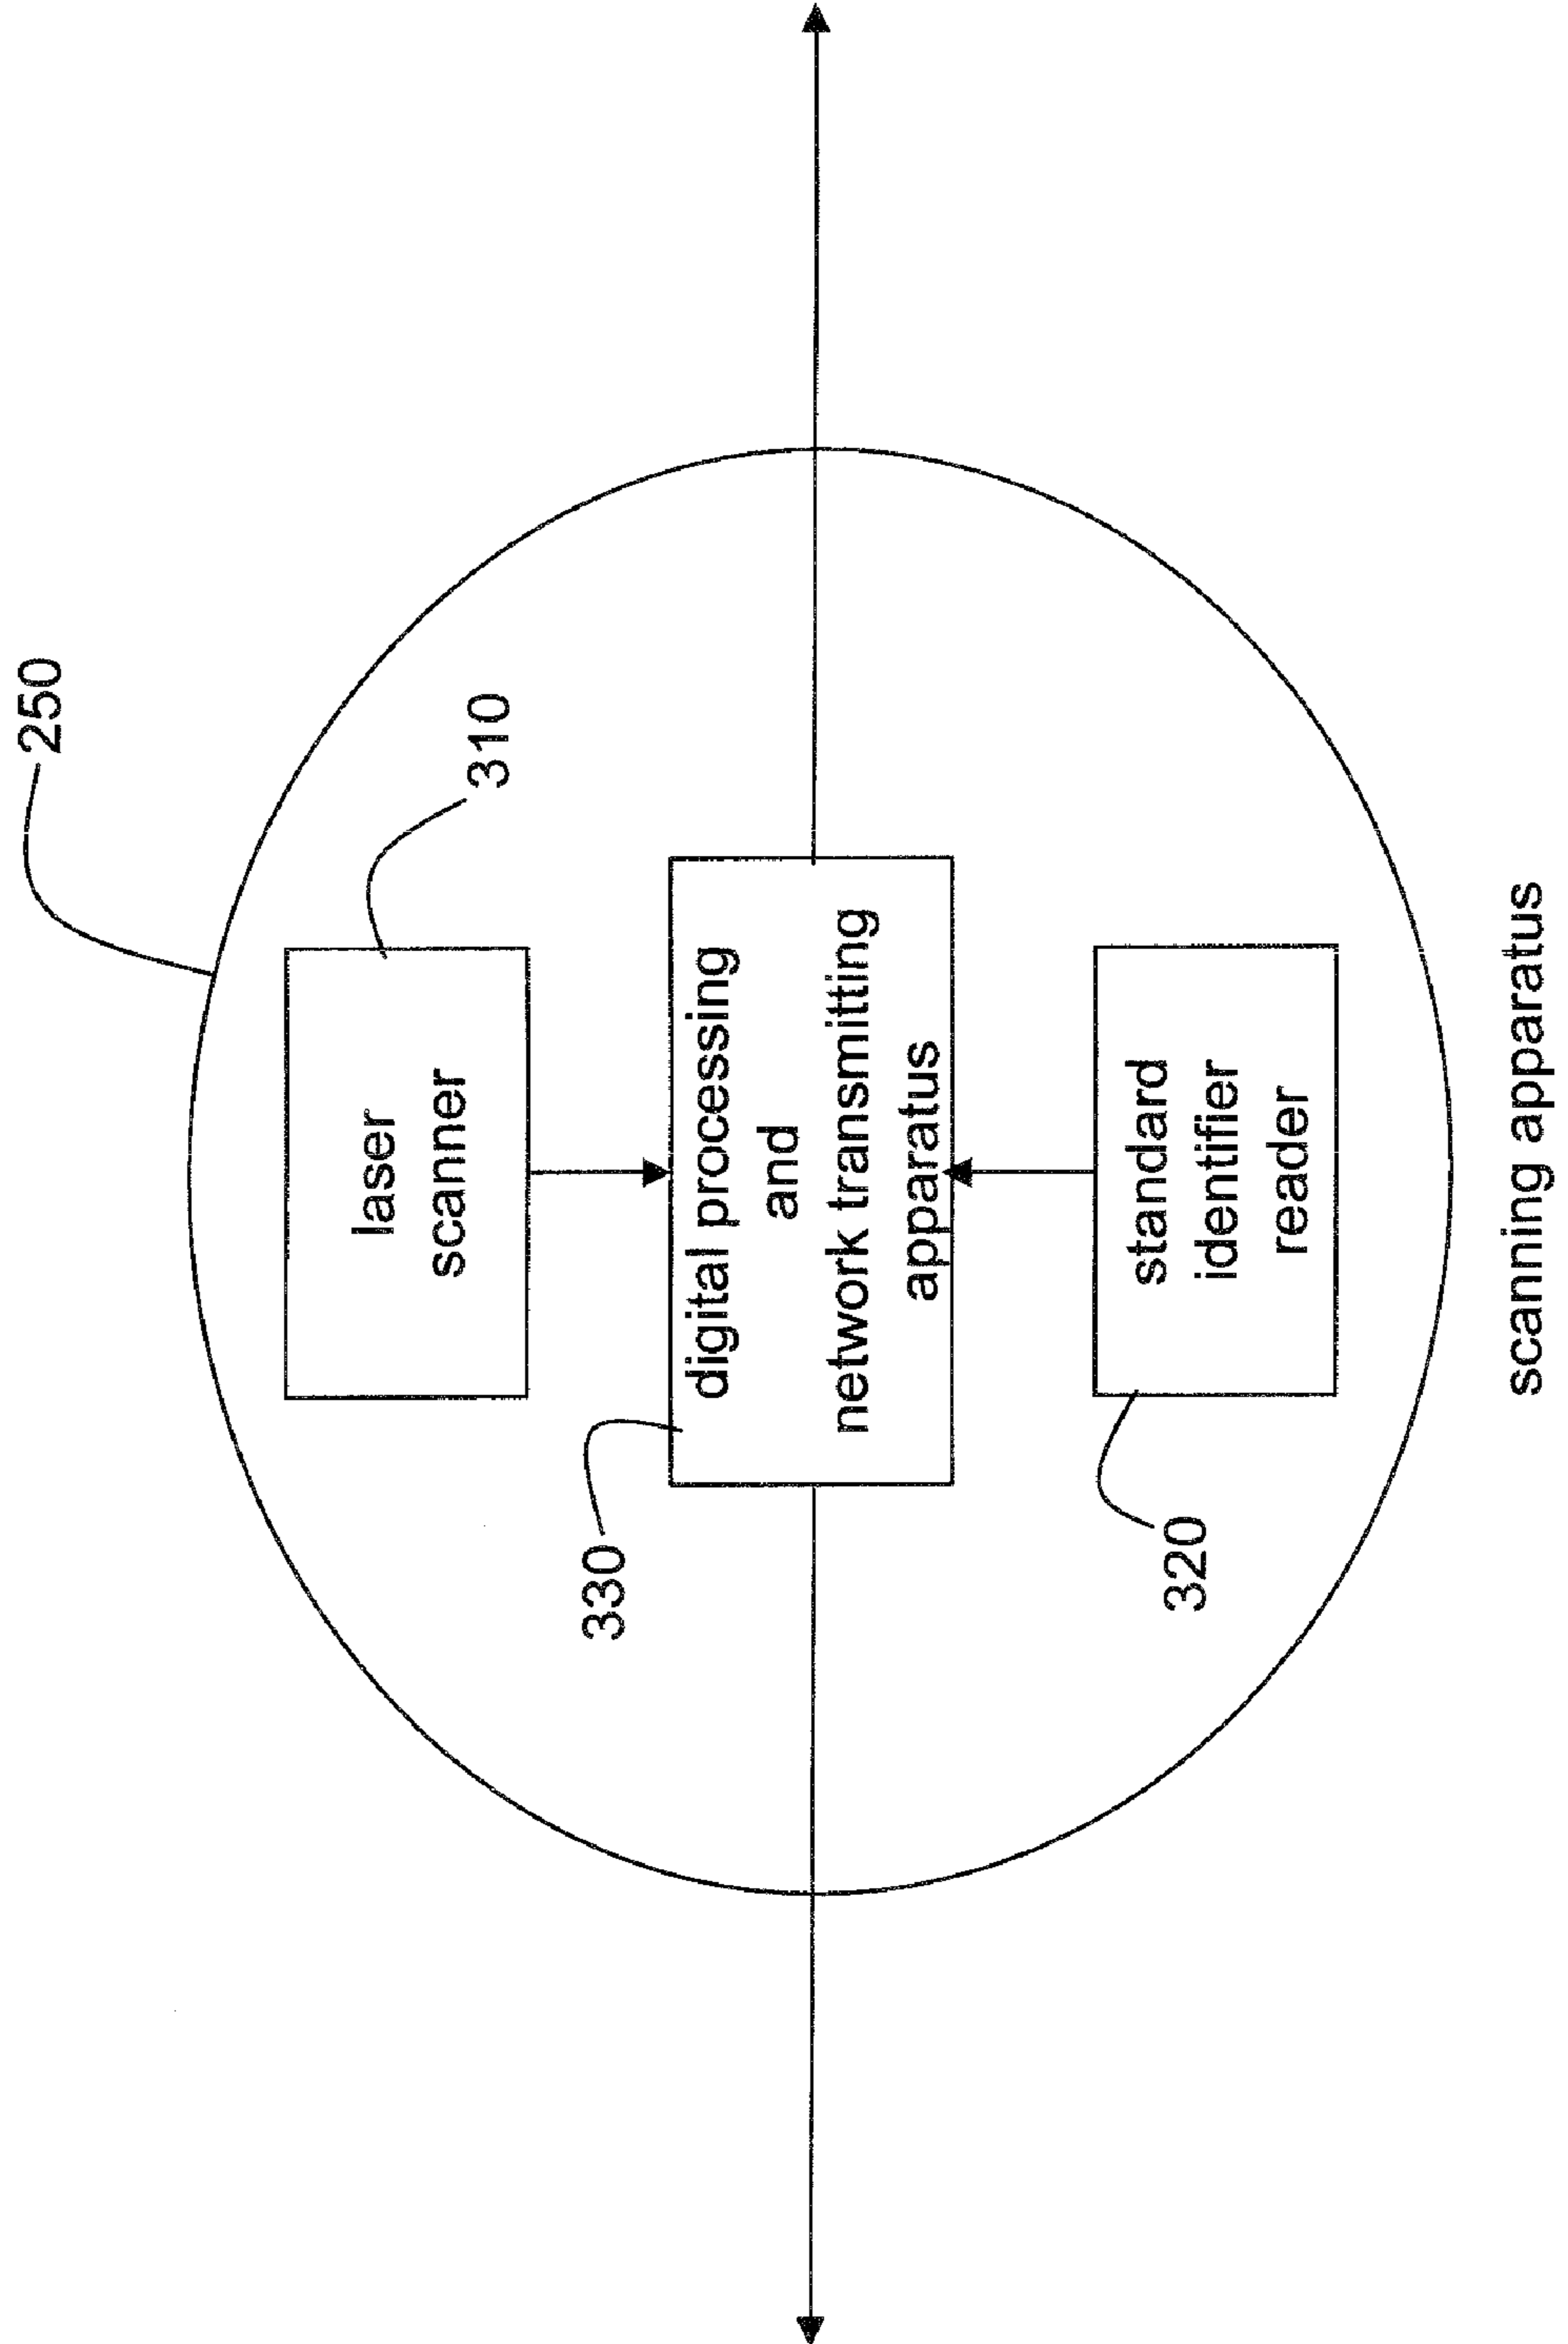 250
310
laser
scanner
330
digital processing
and
network transmitting
apparatus
standard
identifier
reader
320
scanning apparatus